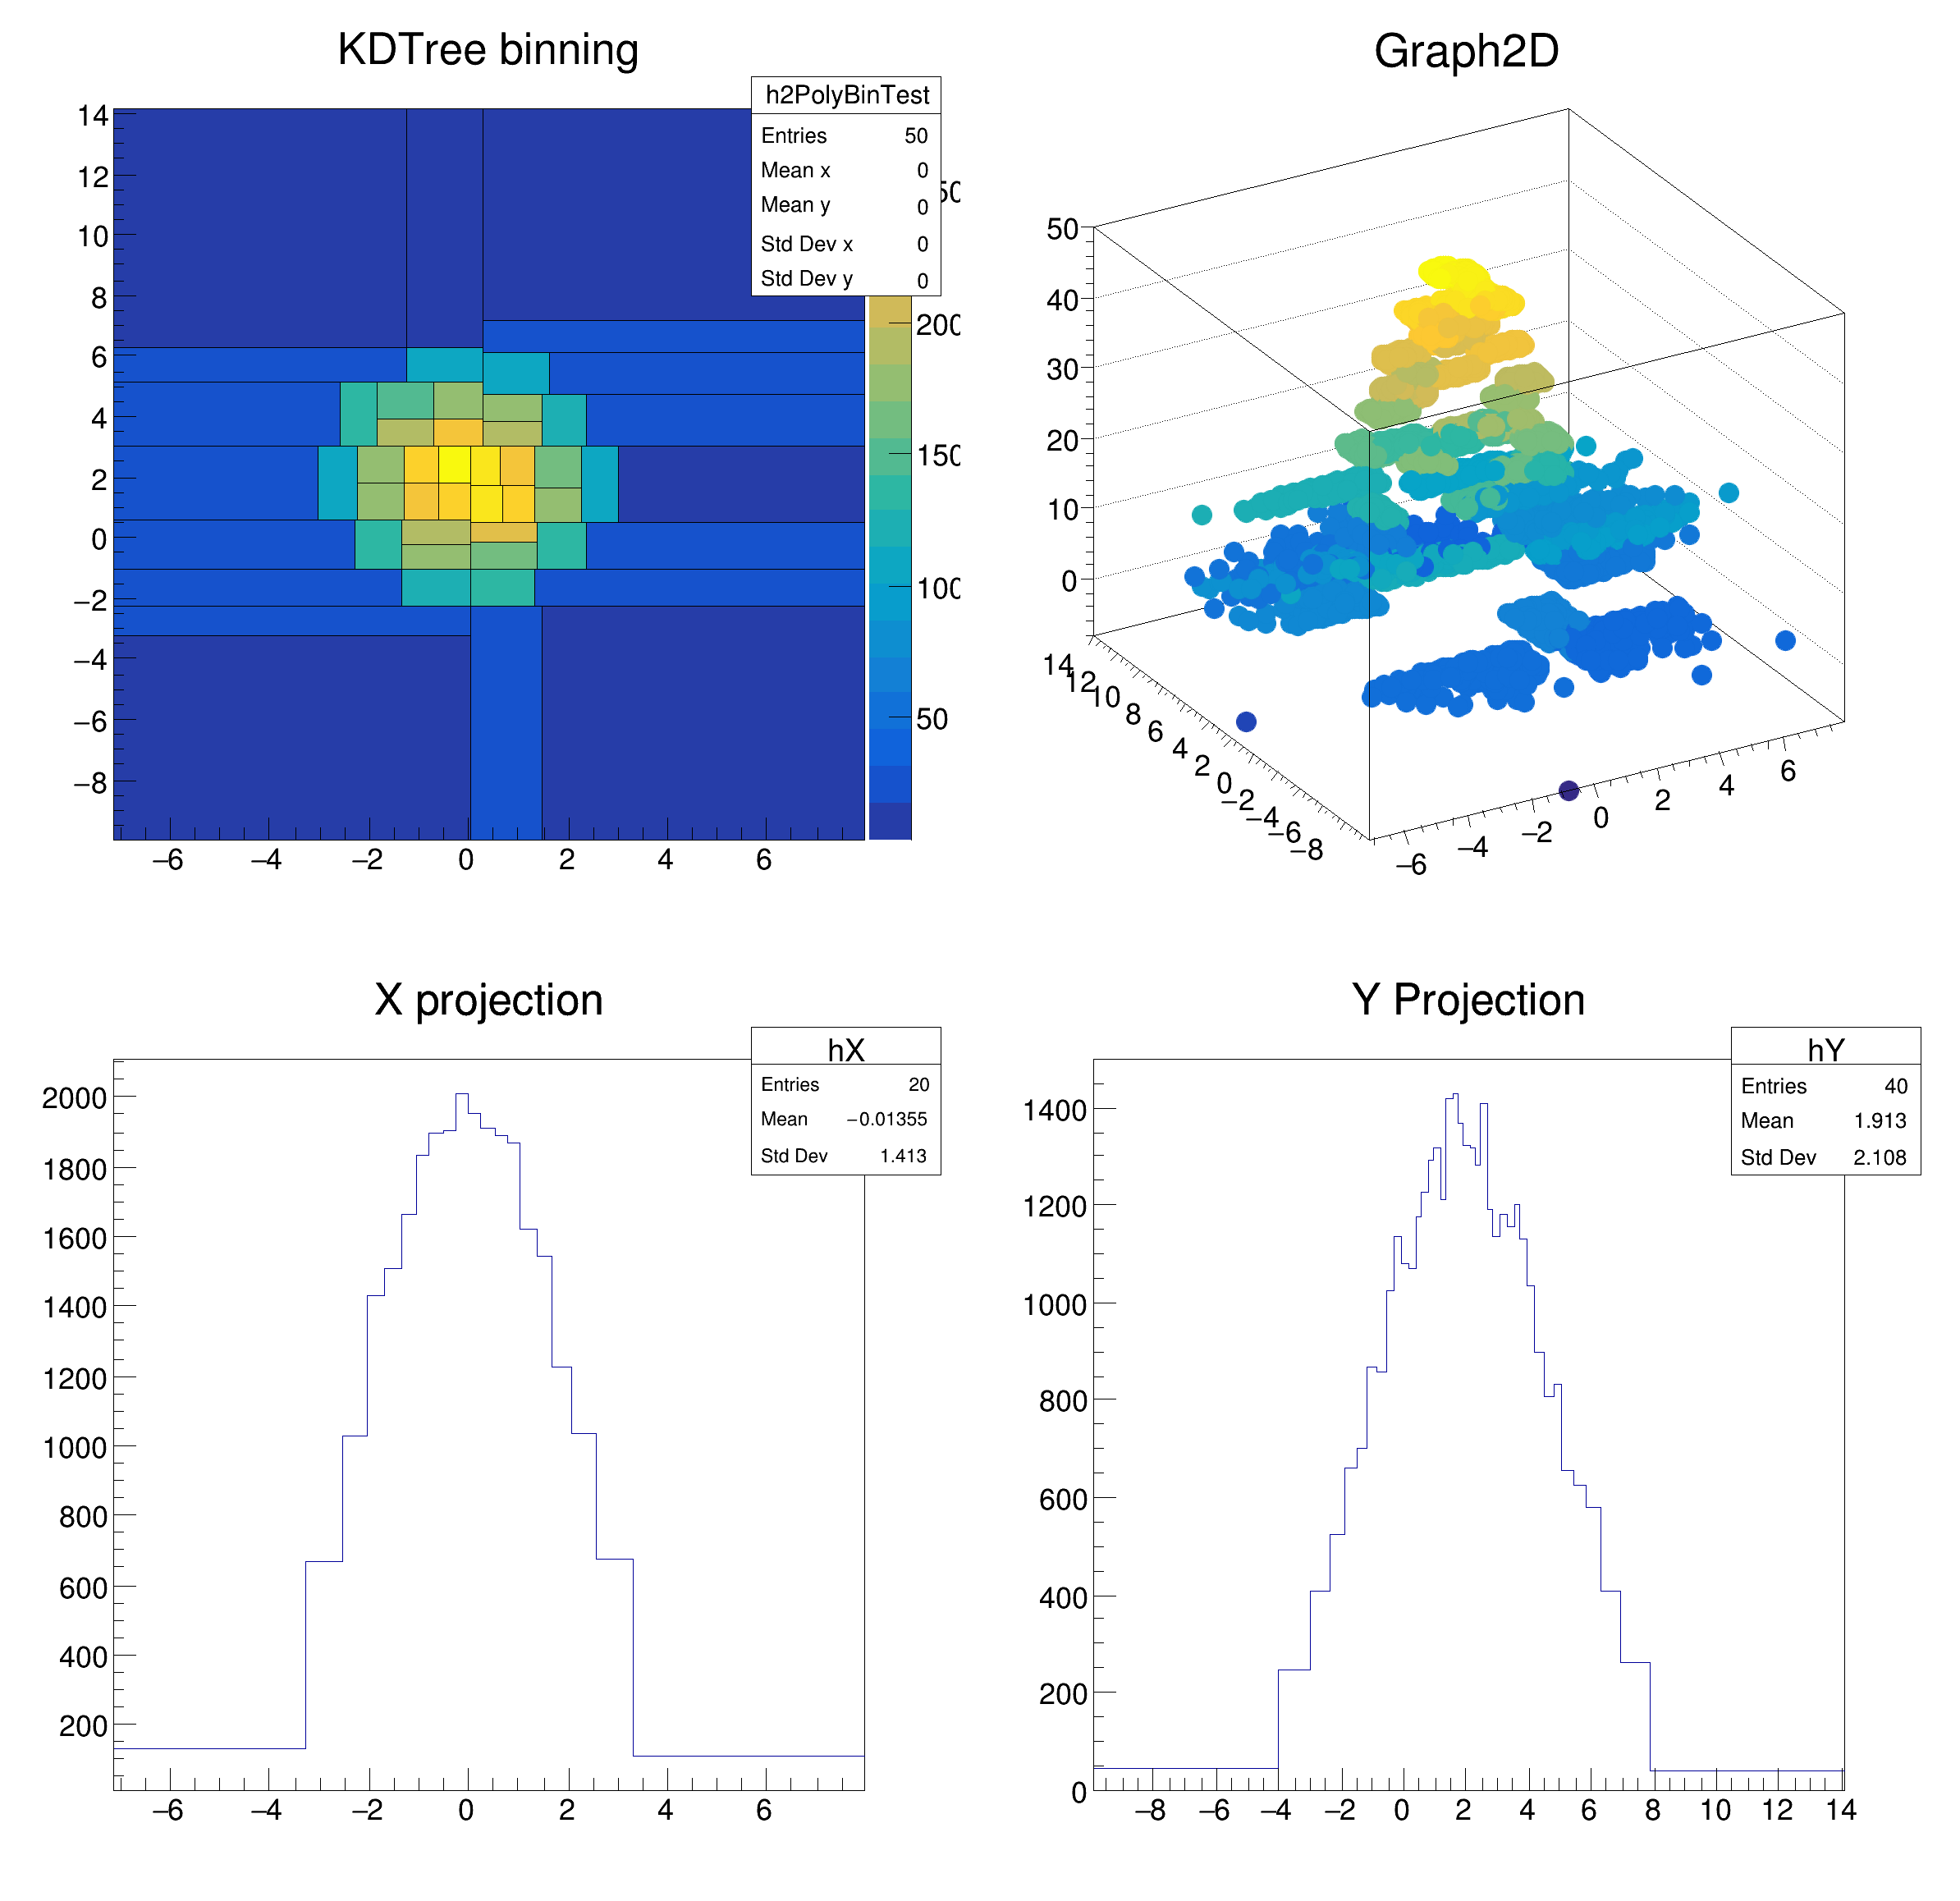 KDTree binning
h2PolyBinTest
Entries 50
Mean x 0
Mean y 0
Std Dev x 0
Std Dev y 0
14
12
10
8
6
4
2
0
−2
−4
−6
−8
−6 −4 −2 0 2 4 6
200
150
100
50
Graph2D
50
40
30
20
10
0
14
12
10
8
6
4
2
0
−2
−4
−6
−8
−6 −4 −2 0 2 4 6
X projection
hX
Entries 20
Mean −0.01355
Std Dev 1.413
2000
1800
1600
1400
1200
1000
800
600
400
200
−6 −4 −2 0 2 4 6
Y Projection
hY
Entries 40
Mean 1.913
Std Dev 2.108
1400
1200
1000
800
600
400
200
0
−8 −6 −4 −2 0 2 4 6 8 10 12 14